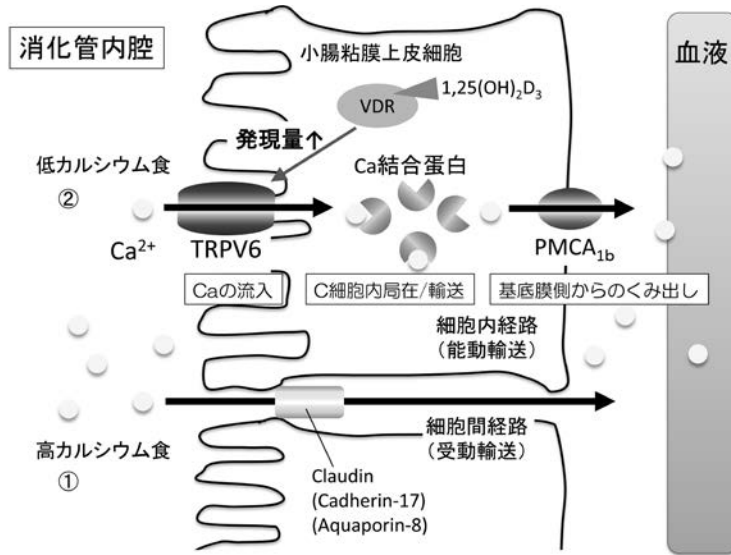 消化管内腔
小腸粘膜上皮細胞
血液
1,25(OH)₂D₃
VDR
発現量↑
低カルシウム食
②
Ca結合蛋白
Ca²⁺
TRPV6
PMCA₁b
Caの流入
C細胞内局在/輸送
基底膜側からのくみ出し
細胞内経路
(能動輸送)
高カルシウム食
①
細胞間経路
(受動輸送)
Claudin
(Cadherin-17)
(Aquaporin-8)